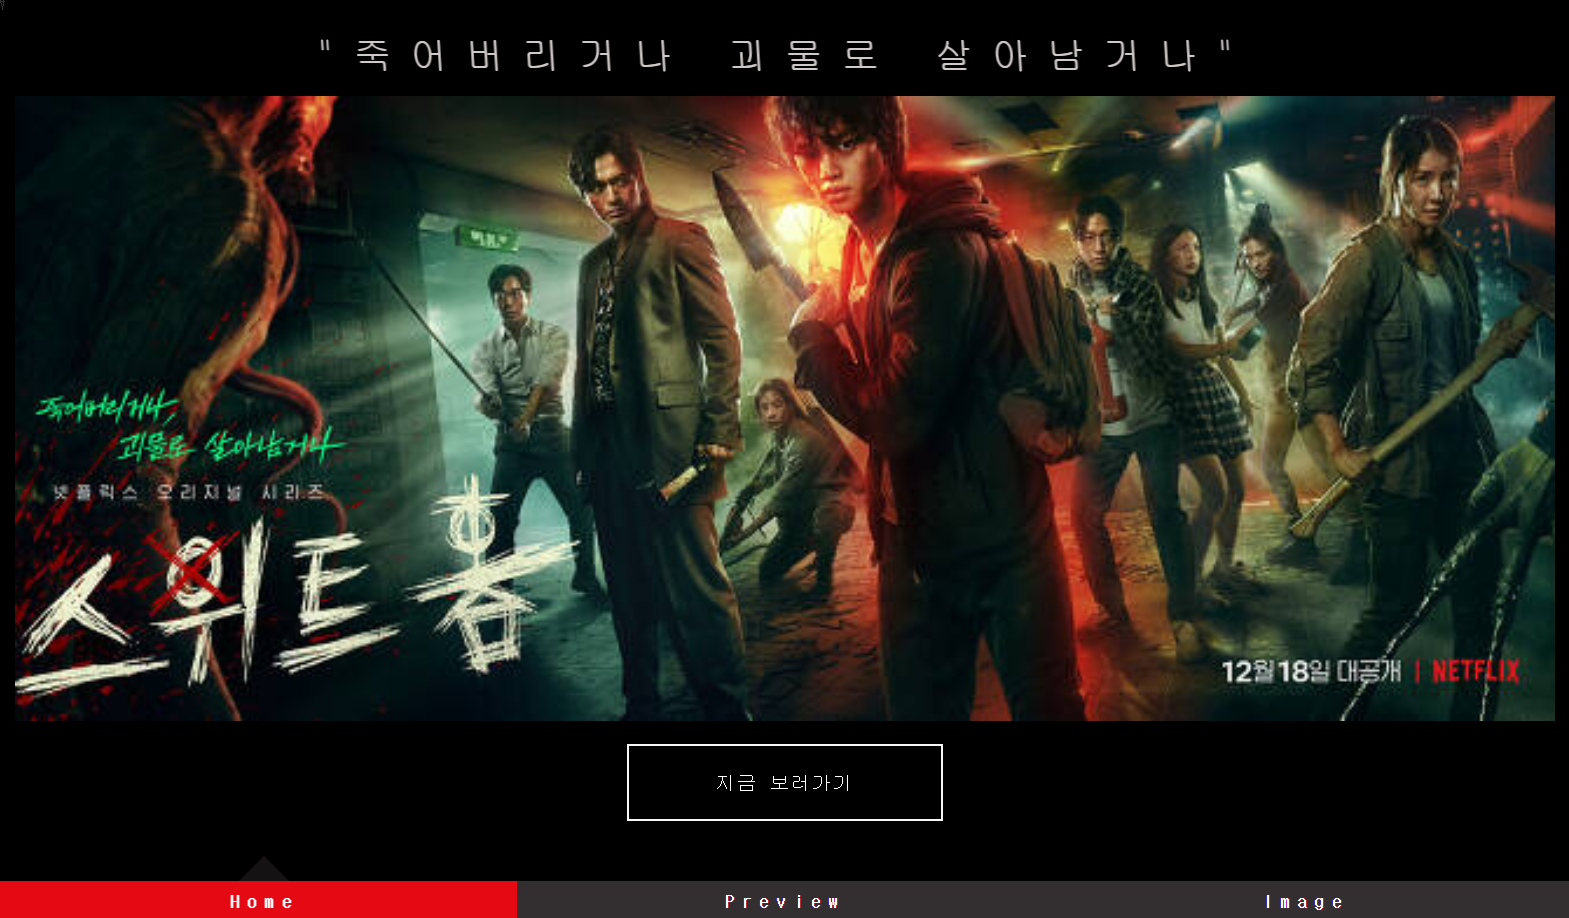 "죽어버리거나 괴물로 살아남거나"
죽어버리거나,
괴물로 살아남거나
넷플릭스 오리지널 시리즈
스위트홈
12월 18일 대공개 | NETFLIX
지금 보러가기
Home Preview Image